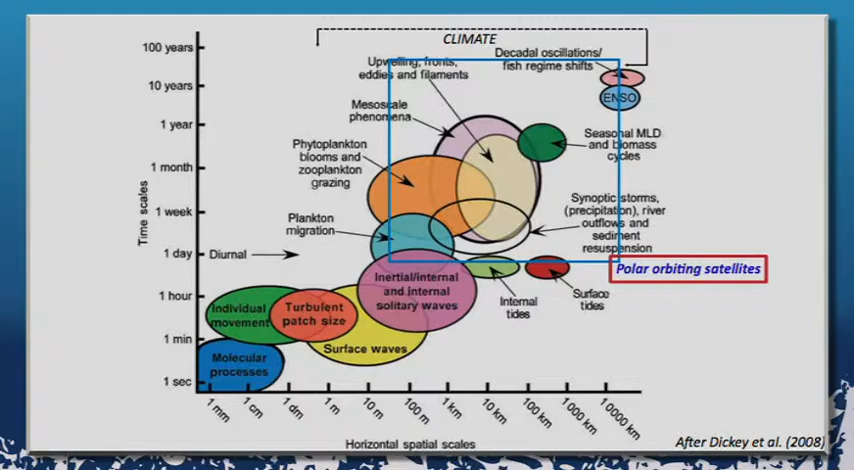 CLIMATE
100 years
10 years
1 year
1 month
1 week
1 day
1 hour
1 min
1 sec
Time scales
Upwelling, fronts,
eddies and filaments
Decadal oscillations/
fish regime shifts
ENSO
Mesoscale
phenomena
Seasonal MLD
and biomass
cycles
Phytoplankton
blooms and
zooplankton
grazing
Synoptic storms,
(precipitation), river
outflows and
sediment
resuspension
Plankton
migration
Diurnal
Polar orbiting satellites
Inertial/internal
and internal
solitary waves
Internal
tides
Surface
tides
Individual
movement
Turbulent
patch size
Surface waves
Molecular
processes
1 mm
1 cm
1 dm
1 m
10 m
100 m
1 km
10 km
100 km
1000 km
10 000 km
Horizontal spatial scales
After Dickey et al. (2008)